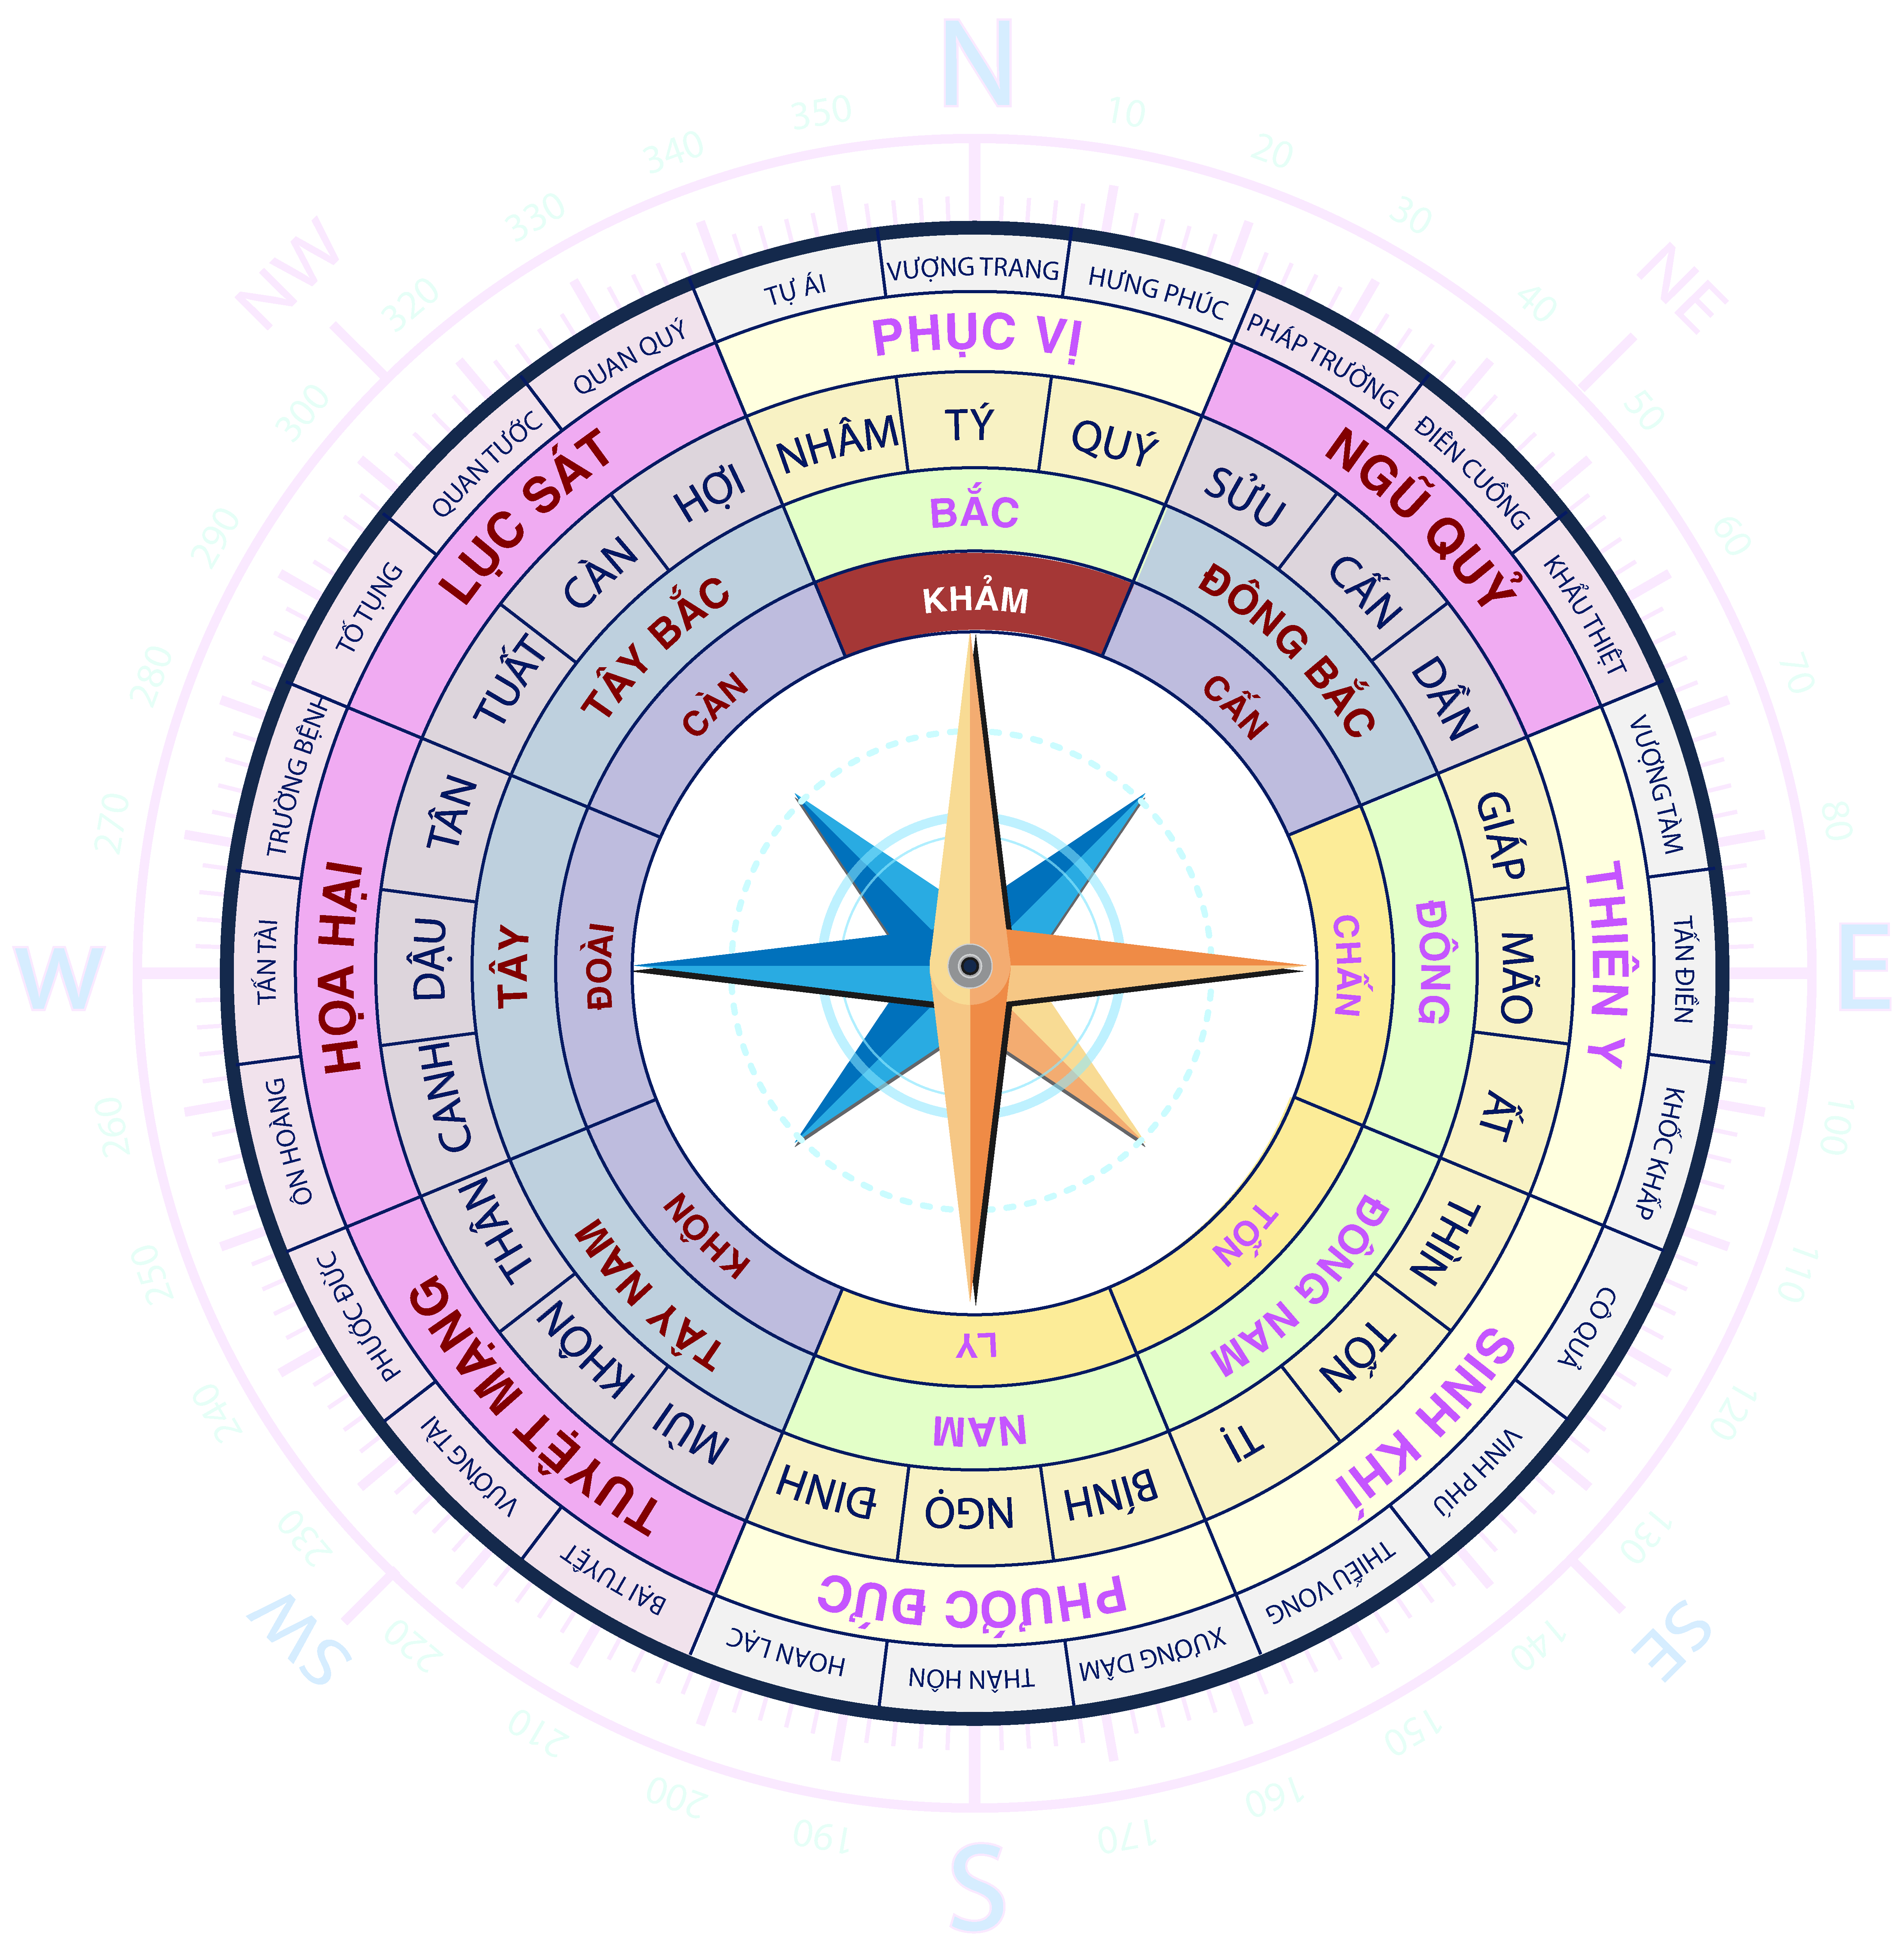 N
10
20
30
NE
40
50
60
70
80
E
100
110
120
130
SE
140
150
160
170
S
190
200
210
220
SW
230
240
250
260
W
270
280
290
300
NW
320
330
340
350
TỰ ÁI
VƯỢNG TRANG
HƯNG PHÚC
PHÁP TRƯỜNG
ĐIÊN CUỒNG
KHẨU THIỆT
VƯỢNG TÀM
TẤN ĐIỀN
KHỐC KHẤP
CÔ QUẢ
VINH PHÚ
THIẾU VONG
XƯƠNG DÂM
THÂN HÔN
HOAN LẠC
BẠI TUYỆT
VƯỢNG TÀI
PHƯỚC ĐỨC
ÔN HOÀNG
TẤN TÀI
TRƯỜNG BỆNH
TỐ TỤNG
QUAN TƯỚC
QUAN QUÝ
PHỤC VỊ
NGŨ QUỶ
THIÊN Y
SINH KHÍ
PHƯỚC ĐỨC
TUYỆT MẠNG
HỌA HẠI
LỤC SÁT
NHÂM
TÝ
QUÝ
SỬU
CẤN
DẦN
GIÁP
MÃO
ẤT
THÌN
TỐN
TỊ
BÍNH
NGỌ
ĐINH
MÙI
KHÔN
THÂN
CANH
DẬU
TÂN
TUẤT
CÀN
HỢI
BẮC
ĐÔNG BẮC
ĐÔNG
ĐÔNG NAM
NAM
TÂY NAM
TÂY
TÂY BẮC
KHẢM
CẤN
CHẤN
TỐN
LY
KHÔN
ĐOÀI
CÀN